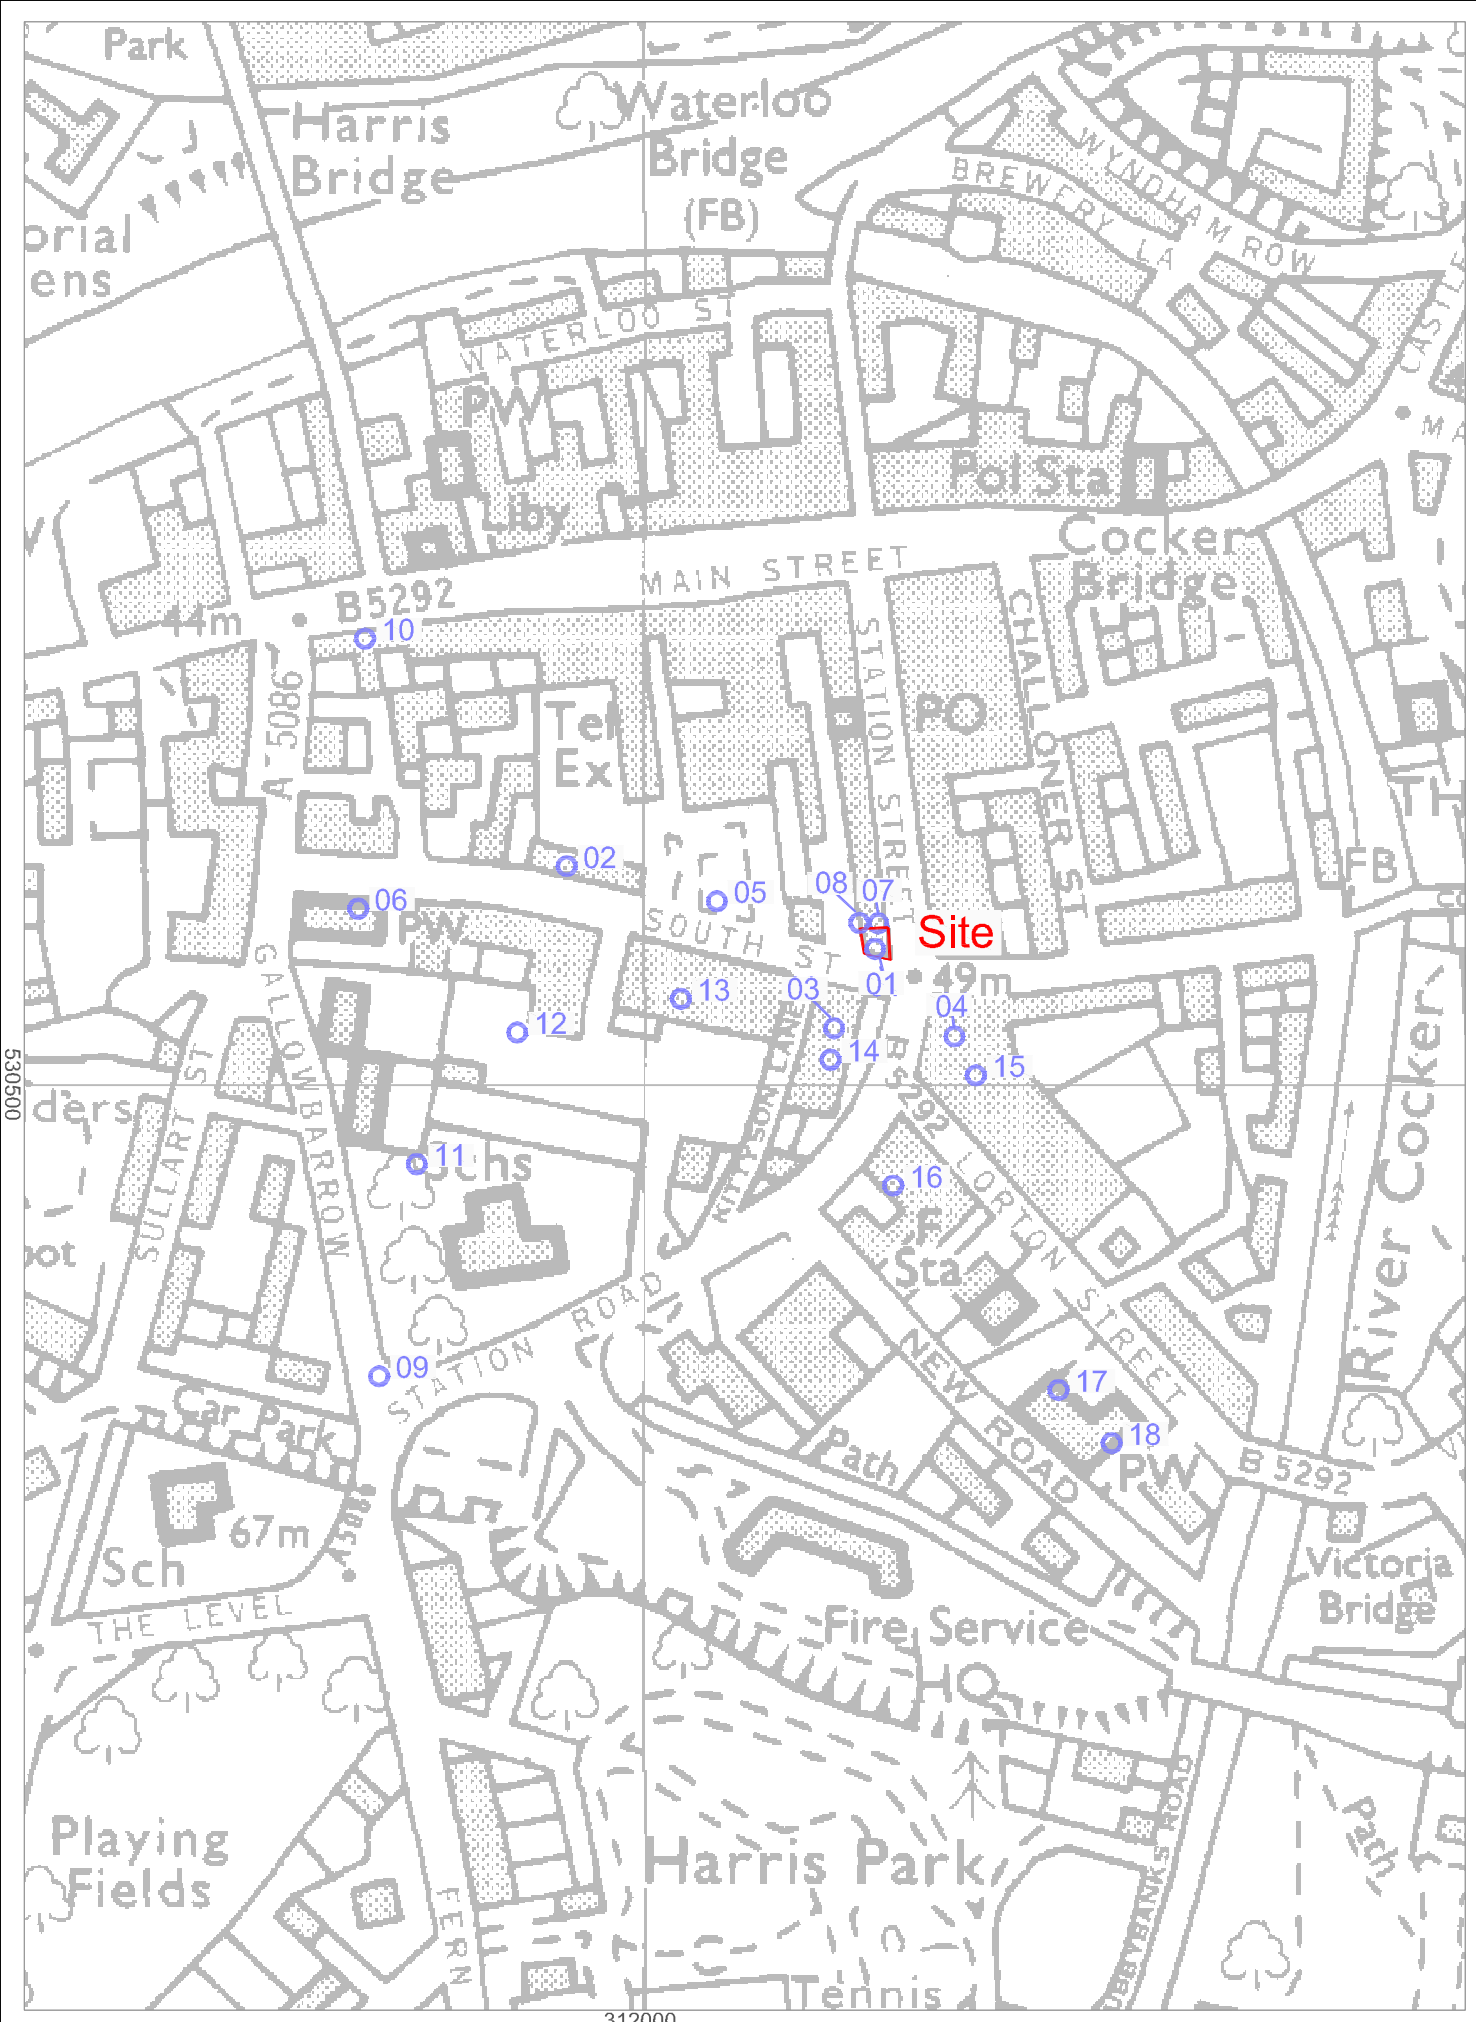 Park
Harris
Bridge
Waterloo
Bridge
(FB)
WYNDHAM ROW
BREWERY LA
orial
ens
CASTLE
WATERLOO ST
PW
Liby
Pol Sta
MA
Cocker
Bridge
MAIN STREET
B5292
44m
10
STATION STREET
CHALLONER ST
A 5086
Tel
Ex
PO
TH
02
FB
06
PW
05
08
07
SOUTH ST
Site
01
49m
03
04
13
12
14
15
GALLOWBARROW
KITTYSON LANE
B5292
530500
ders
SULLART ST
11
Schs
16
LORTON STREET
F
Sta
River Cocker
STATION ROAD
NEW ROAD
09
17
18
PW
B 5292
Car Park
Path
67m
Sch
Victoria
Bridge
THE LEVEL
Fire Service
HQ
Playing
Fields
Harris Park
Path
FERN
Tennis
312000